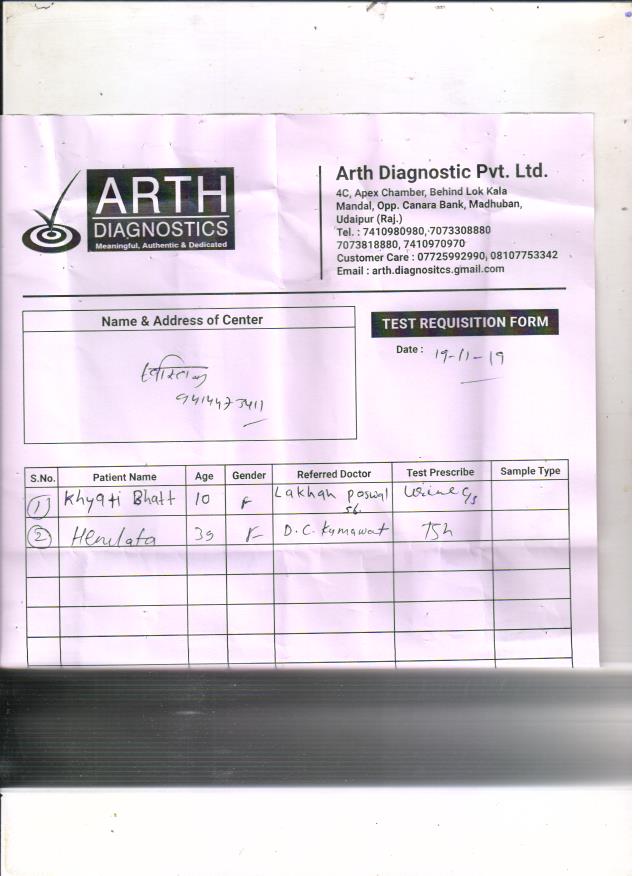 ARTH
DIAGNOSTICS
Meaningful, Authentic & Dedicated
Arth Diagnostic Pvt. Ltd.
4C, Apex Chamber, Behind Lok Kala
Mandal, Opp. Canara Bank, Madhuban,
Udaipur (Raj.)
Tel. : 7410980980, 7073308880
7073818880, 7410970970
Customer Care : 07725992990, 08107753342
Email : arth.diagnositcs.gmail.com
Name & Address of Center
TEST REQUISITION FORM
Date : 19-11-19
9414473411
S.No. Patient Name Age Gender Referred Doctor Test Prescribe Sample Type
1 Khyati Bhatt 10 F Lakhan poswal Urine C/s
2 Hemlata 39 F D.C. Kumawat TSh